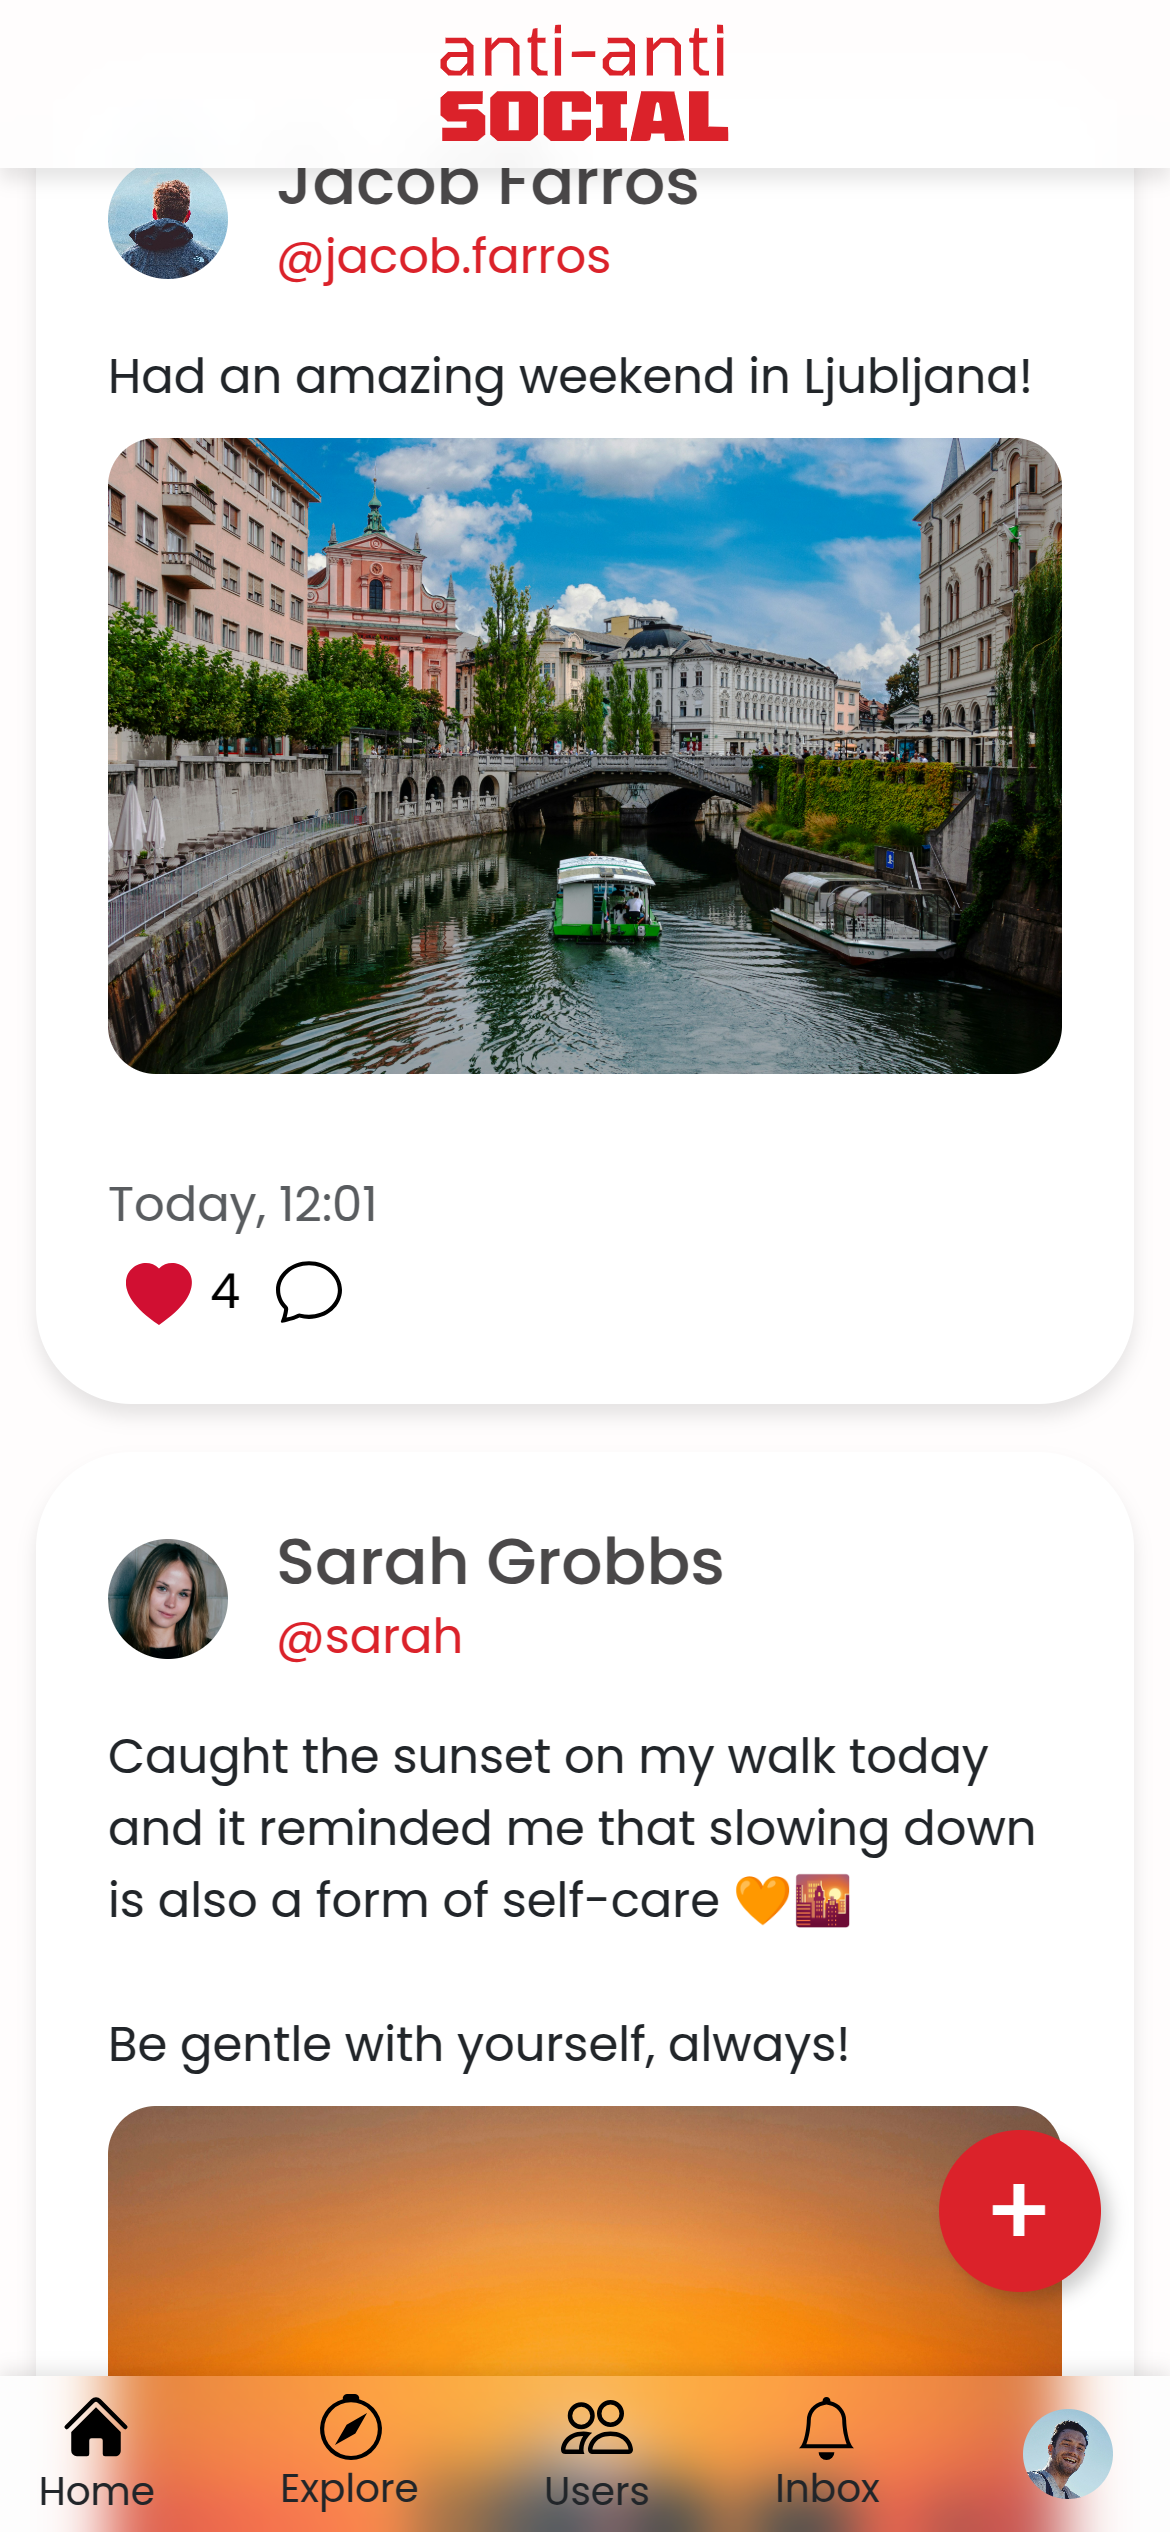 anti-anti
SOCIAL
Jacob Farros
@jacob.farros
Had an amazing weekend in Ljubljana!
Today, 12:01
4
Sarah Grobbs
@sarah
Caught the sunset on my walk today
and it reminded me that slowing down
is also a form of self-care 🧡🌇
Be gentle with yourself, always!
+
Home
Explore
Users
Inbox